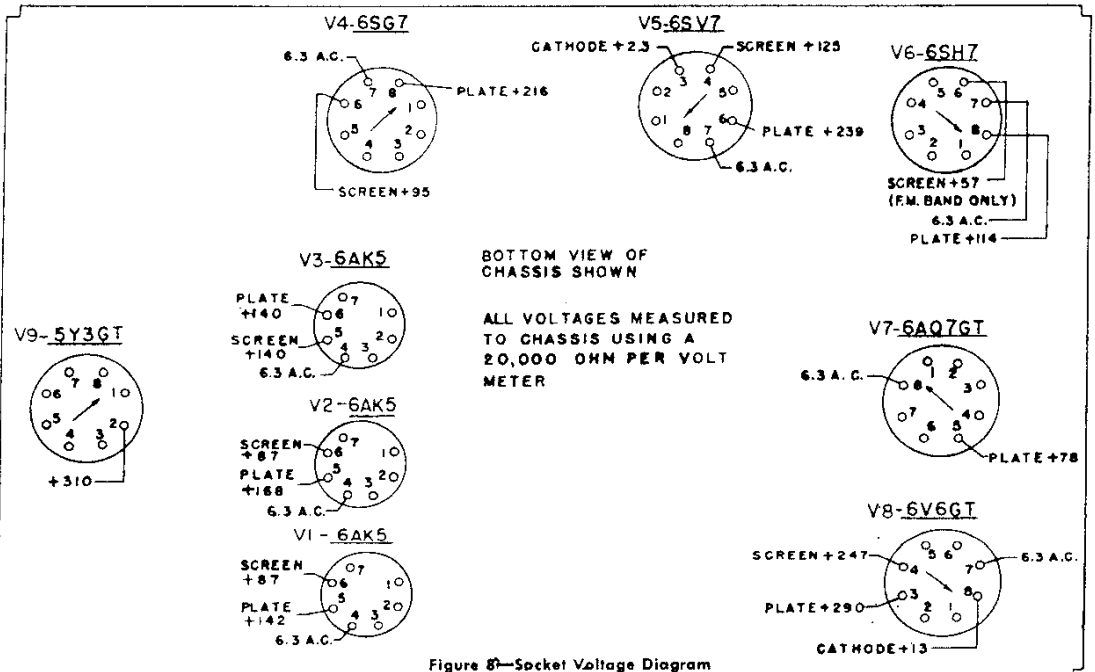 V4-6SG7
6.3 A.C.
7 8
PLATE +216
6 1
5 2
4 3
SCREEN +95
V5-6SV7
CATHODE +2.3
SCREEN +125
3 4
2 5
1 6
PLATE +239
8 7
6.3 A.C.
V6-6SH7
5 6
4 7
3 8
2 1
SCREEN +57
(F.M. BAND ONLY)
6.3 A.C.
PLATE +114
V3-6AK5
PLATE
+140
7
6 1
5 2
4 3
SCREEN
+140
6.3 A.C.
BOTTOM VIEW OF
CHASSIS SHOWN
ALL VOLTAGES MEASURED
TO CHASSIS USING A
20,000 OHM PER VOLT
METER
V9-5Y3GT
7 8
6 1
5 2
4 3
+310
V7-6AQ7GT
6.3 A.C.
1 2
8 3
7 4
6 5
PLATE +78
V2-6AK5
SCREEN
+87
7
6 1
5 2
4 3
PLATE
+168
6.3 A.C.
V1-6AK5
SCREEN
+87
7
6 1
5 2
4 3
PLATE
+142
6.3 A.C.
V8-6V6GT
SCREEN +247
5 6
4 7
6.3 A.C.
3 8
2 1
PLATE +290
CATHODE +13
Figure 8—Socket Voltage Diagram